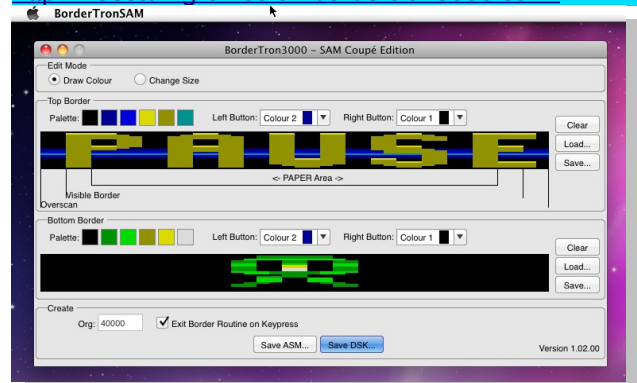 BorderTronSAM
BorderTron3000 – SAM Coupé Edition
Edit Mode
Draw Colour Change Size
Top Border
Palette: Left Button: Colour 2 Right Button: Colour 1 Clear
PAUSE
Load...
Save...
<- PAPER Area ->
Visible Border
Overscan
Bottom Border
Palette: Left Button: Colour 2 Right Button: Colour 1 Clear
Load...
Save...
Create
Org: 40000 Exit Border Routine on Keypress
Save ASM... Save DSK...
Version 1.02.00